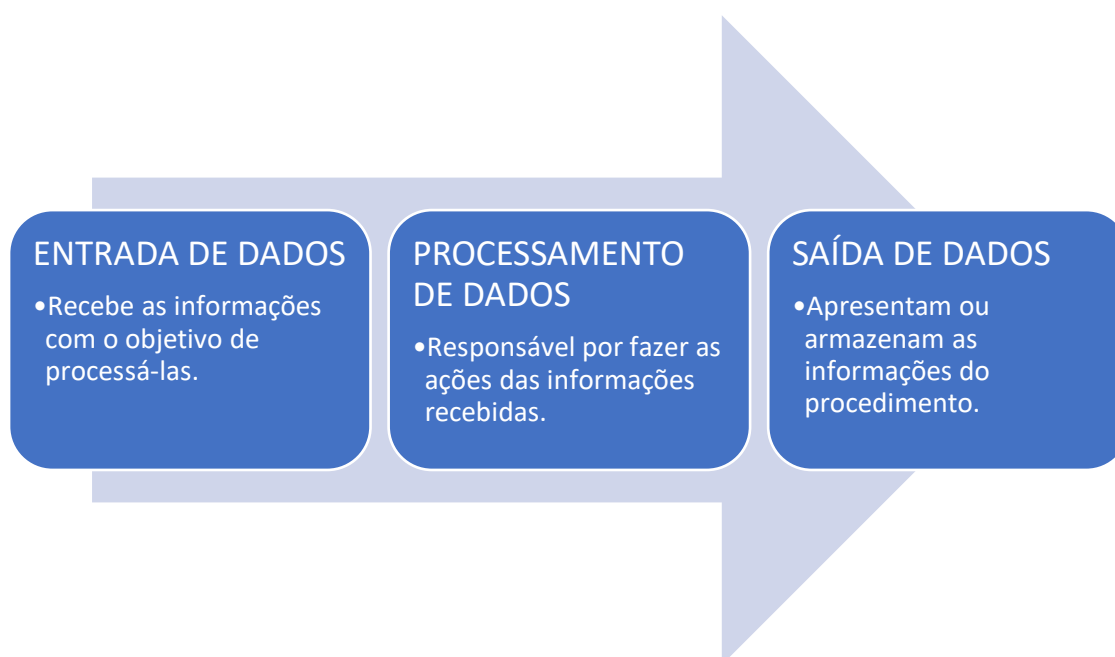 ENTRADA DE DADOS
•Recebe as informações
com o objetivo de
processá-las.
PROCESSAMENTO
DE DADOS
•Responsável por fazer as
ações das informações
recebidas.
SAÍDA DE DADOS
•Apresentam ou
armazenam as
informações do
procedimento.